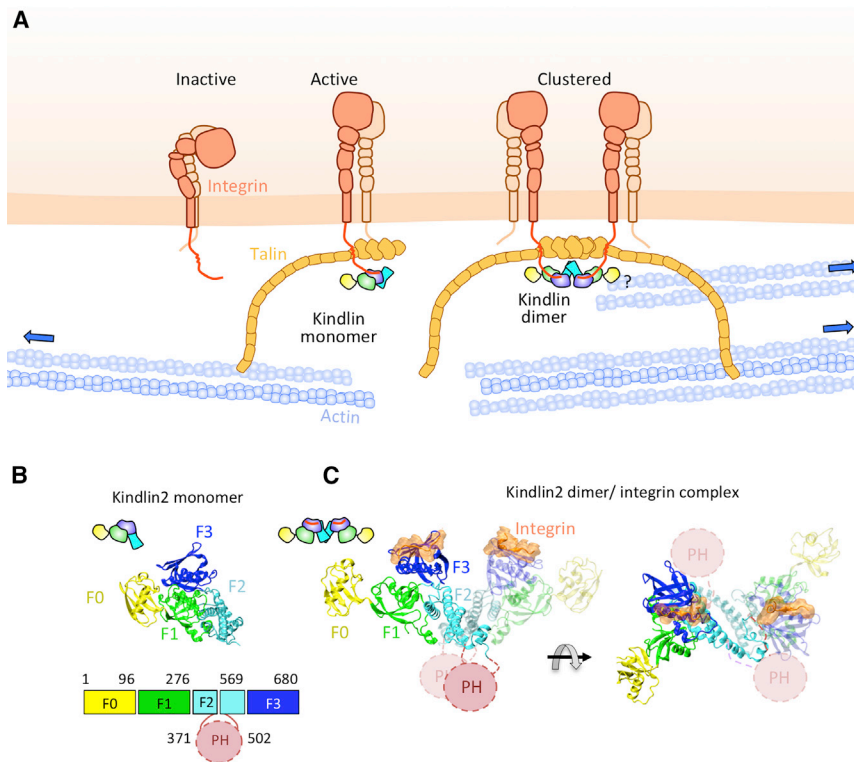 A
Inactive
Active
Clustered
Integrin
Talin
Kindlin
monomer
Kindlin
dimer
?
Actin
B
Kindlin2 monomer
F3
F0
F2
F1
1 96 276 569 680
F0 F1 F2 F3
371 PH 502
C
Kindlin2 dimer/ integrin complex
Integrin
F3
F2
F0
F1
PH
PH
PH
PH